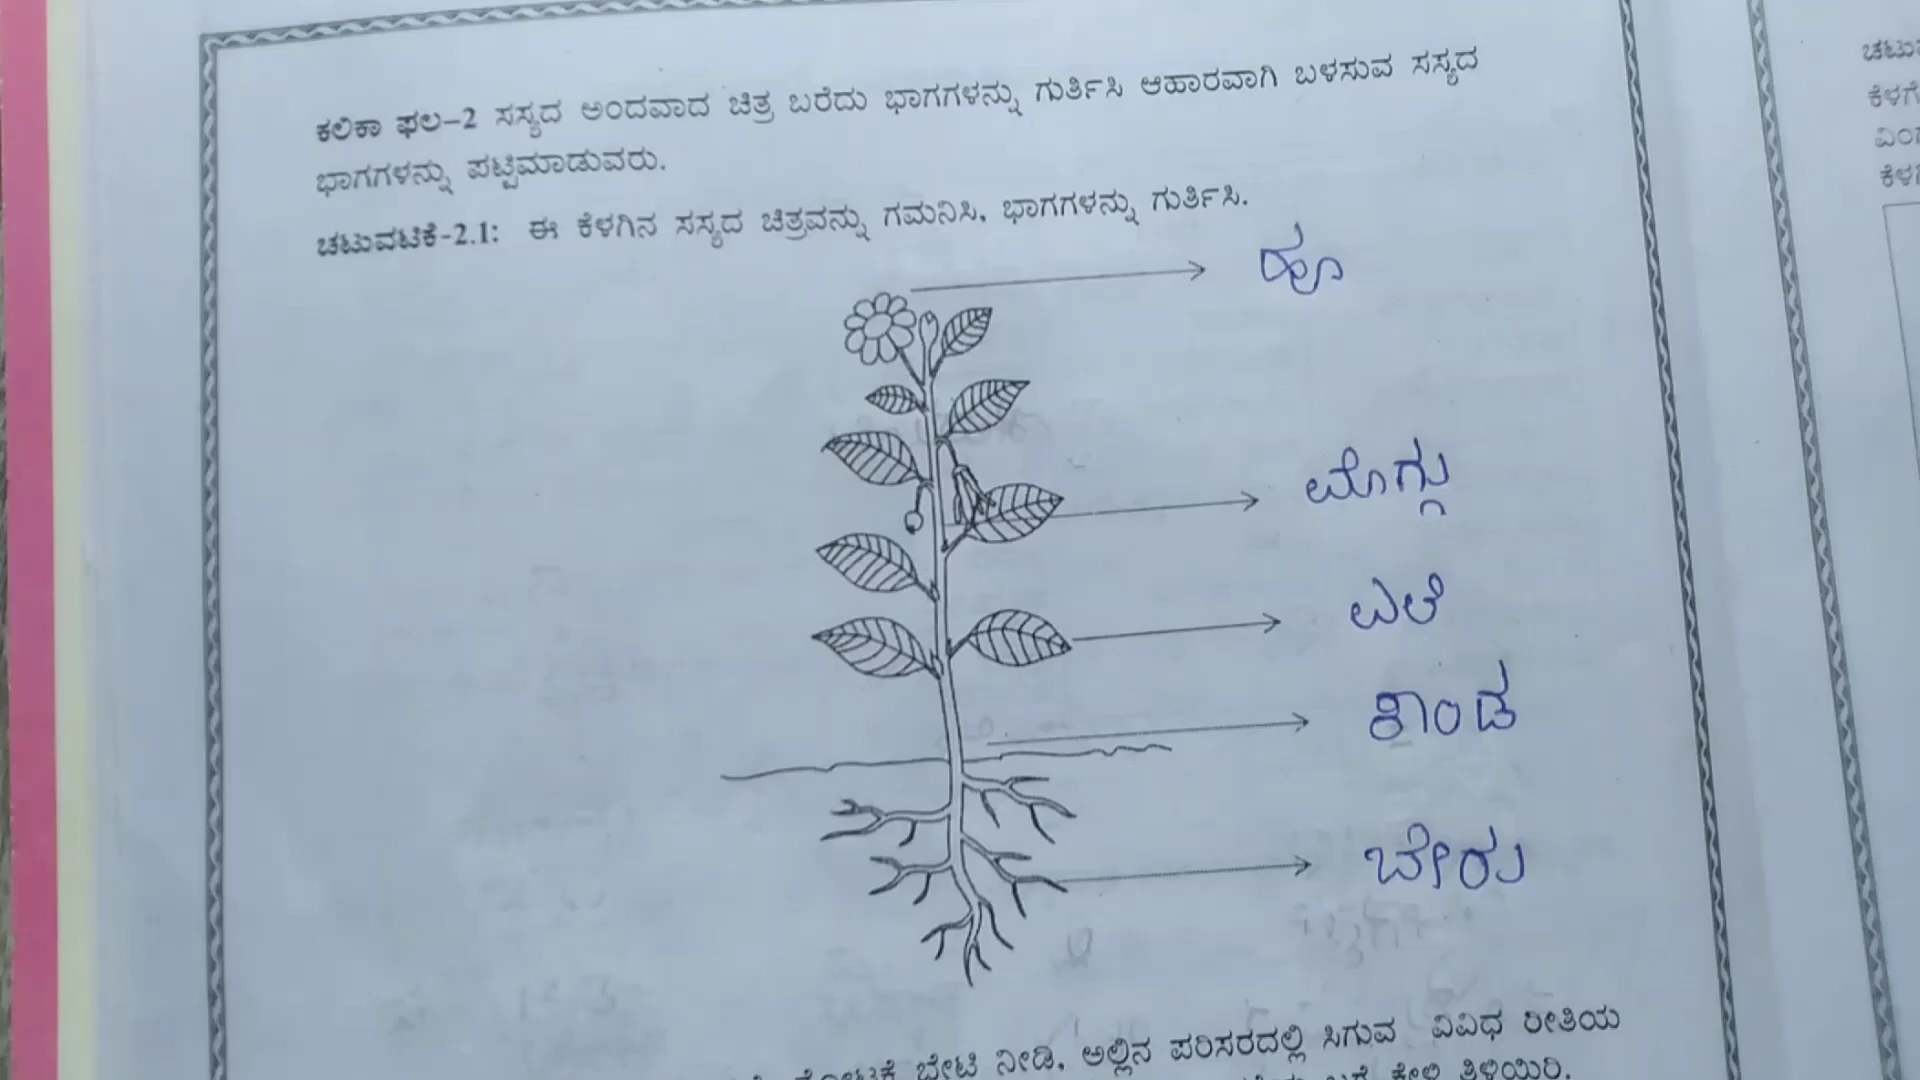 ಕಲಿಕಾ ಫಲ-2 ಸಸ್ಯದ ಅಂದವಾದ ಚಿತ್ರ ಬರೆದು ಭಾಗಗಳನ್ನು ಗುರ್ತಿಸಿ ಆಹಾರವಾಗಿ ಬಳಸುವ ಸಸ್ಯದ
ಭಾಗಗಳನ್ನು ಪಟ್ಟಿಮಾಡುವರು.
ಚಟುವಟಿಕೆ-2.1: ಈ ಕೆಳಗಿನ ಸಸ್ಯದ ಚಿತ್ರವನ್ನು ಗಮನಿಸಿ, ಭಾಗಗಳನ್ನು ಗುರ್ತಿಸಿ.
ಹೂ
ಮೊಗ್ಗು
ಎಲೆ
ಕಾಂಡ
ಬೇರು
ಭೇಟಿ ನೀಡಿ, ಅಲ್ಲಿನ ಪರಿಸರದಲ್ಲಿ ಸಿಗುವ ವಿವಿಧ ರೀತಿಯ
ಕೇಳಿ ತಿಳಿಯಿರಿ.